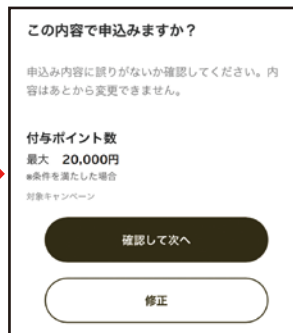 この内容で申込みますか？
申込み内容に誤りがないか確認してください。内
容はあとから変更できません。
付与ポイント数
最大 20,000円
※条件を満たした場合
対象キャンペーン
確認して次へ
修正